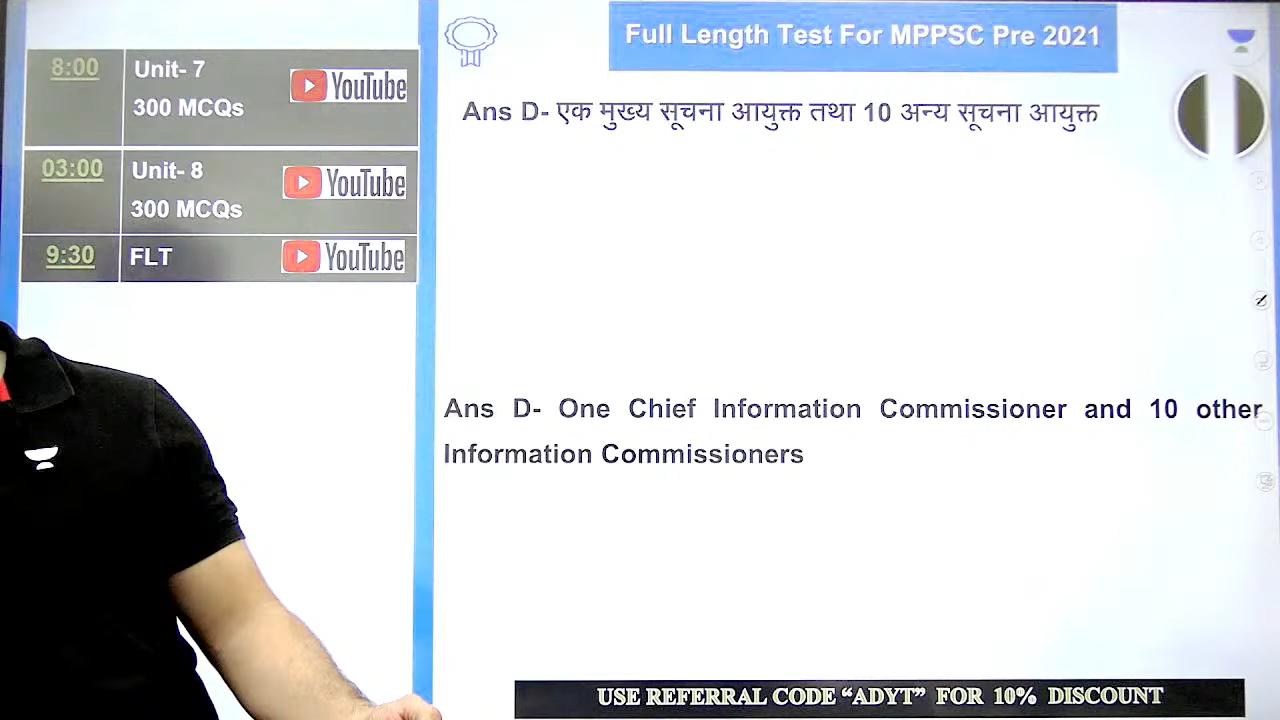 8:00
Unit- 7
300 MCQs
YouTube
03:00
Unit- 8
300 MCQs
YouTube
9:30
FLT
YouTube
Full Length Test For MPPSC Pre 2021
Ans D- एक मुख्य सूचना आयुक्त तथा 10 अन्य सूचना आयुक्त
Ans D- One Chief Information Commissioner and 10 other
Information Commissioners
USE REFERRAL CODE “ADYT” FOR 10% DISCOUNT